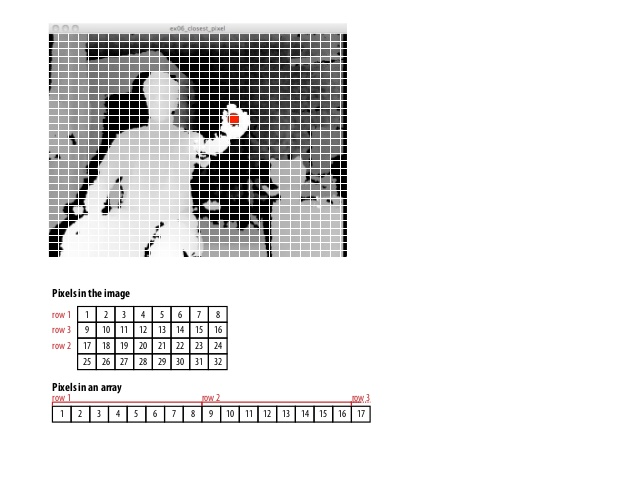 ex06_closest_pixel
Pixels in the image
row 1 1 2 3 4 5 6 7 8
row 3 9 10 11 12 13 14 15 16
row 2 17 18 19 20 21 22 23 24
25 26 27 28 29 30 31 32
Pixels in an array
row 1 row 2 row 3
1 2 3 4 5 6 7 8 9 10 11 12 13 14 15 16 17